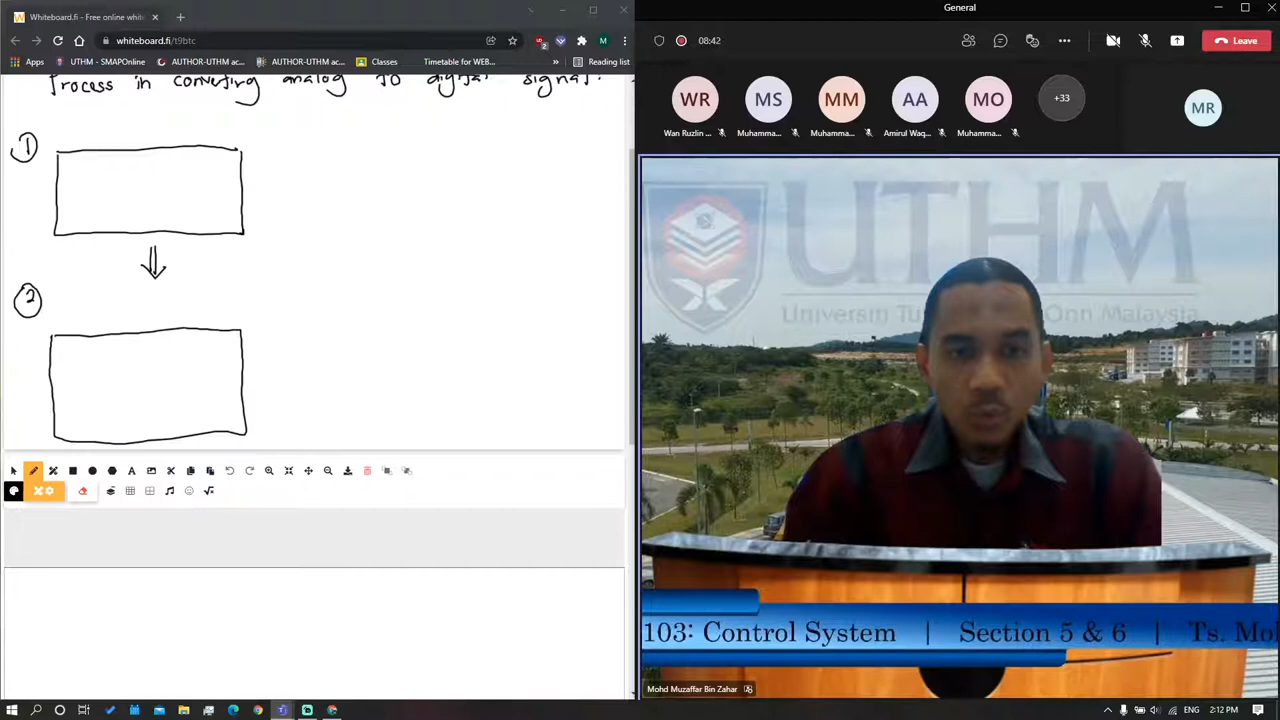 Whiteboard.fi - Free online whit
whiteboard.fi/t9btc
Apps
UTHM - SMAPOnline
AUTHOR-UTHM ac...
AUTHOR-UTHM ac...
Classes
Timetable for WEB...
Reading list
Process in converting analog to digital signal:
1
2
General
08:42
Leave
WR
MS
MM
AA
MO
+33
MR
Wan Ruzlin ...
Muhamma...
Muhamma...
Amirul Waq...
Muhamma...
UTHM
Universiti Tu Onn Malaysia
103: Control System | Section 5 & 6 | Ts. Mo
Mohd Muzaffar Bin Zahar
ENG
2:12 PM